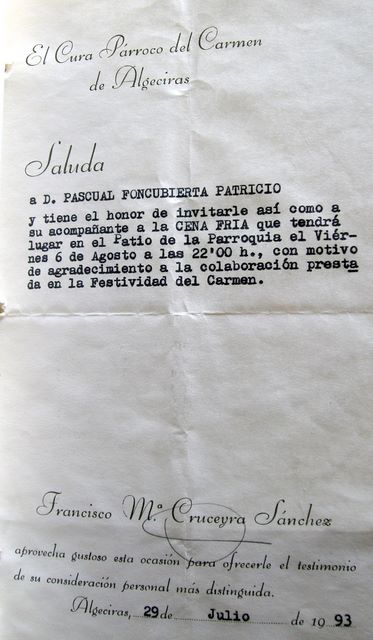 El Cura Párroco del Carmen
de Algeciras
Saluda
a D. PASCUAL FONCUBIERTA PATRICIO
y tiene el honor de invitarle así como a
su acompañante a la CENA FRIA que tendrá
lugar en el Patio de la Parroquia el Viér-
nes 6 de Agosto a las 22'00 h., con motivo
de agradecimiento a la colaboración presta
da en la Festividad del Carmen.
Francisco Mª Cruceyra Sánchez
aprovecha gustoso esta ocasión para ofrecerle el testimonio
de su consideración personal más distinguida.
Algeciras, 29 de Julio de 1993